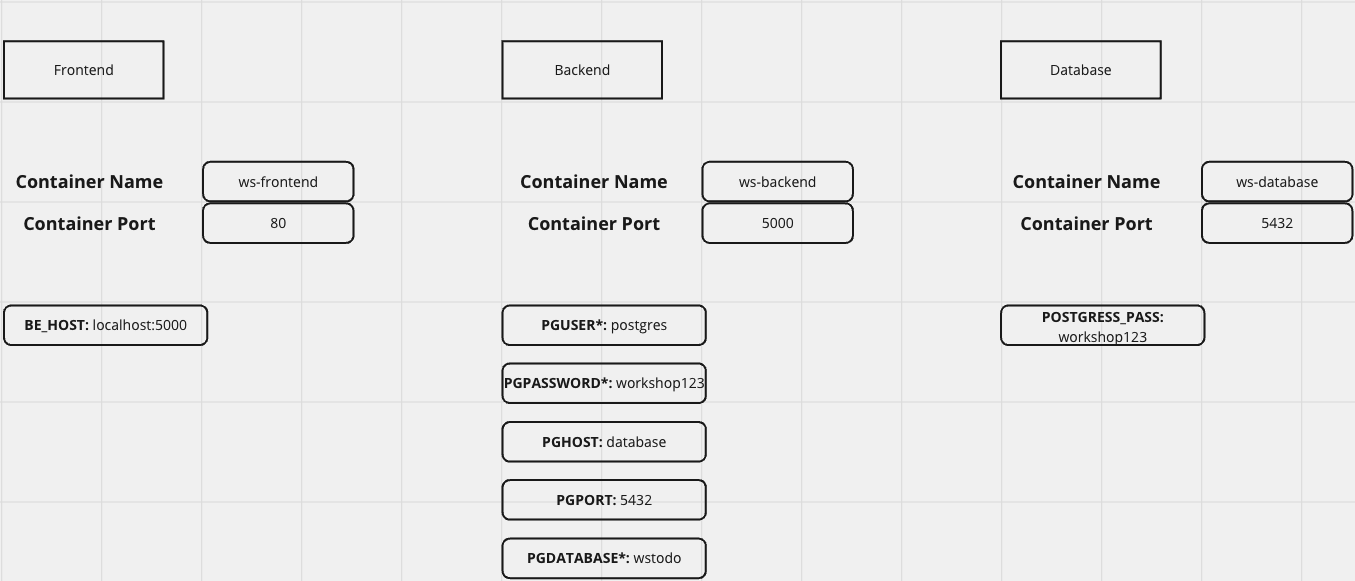 Frontend
Backend
Database
Container Name
ws-frontend
Container Name
ws-backend
Container Name
ws-database
Container Port
80
Container Port
5000
Container Port
5432
BE_HOST: localhost:5000
PGUSER*: postgres
POSTGRESS_PASS:
workshop123
PGPASSWORD*: workshop123
PGHOST: database
PGPORT: 5432
PGDATABASE*: wstodo